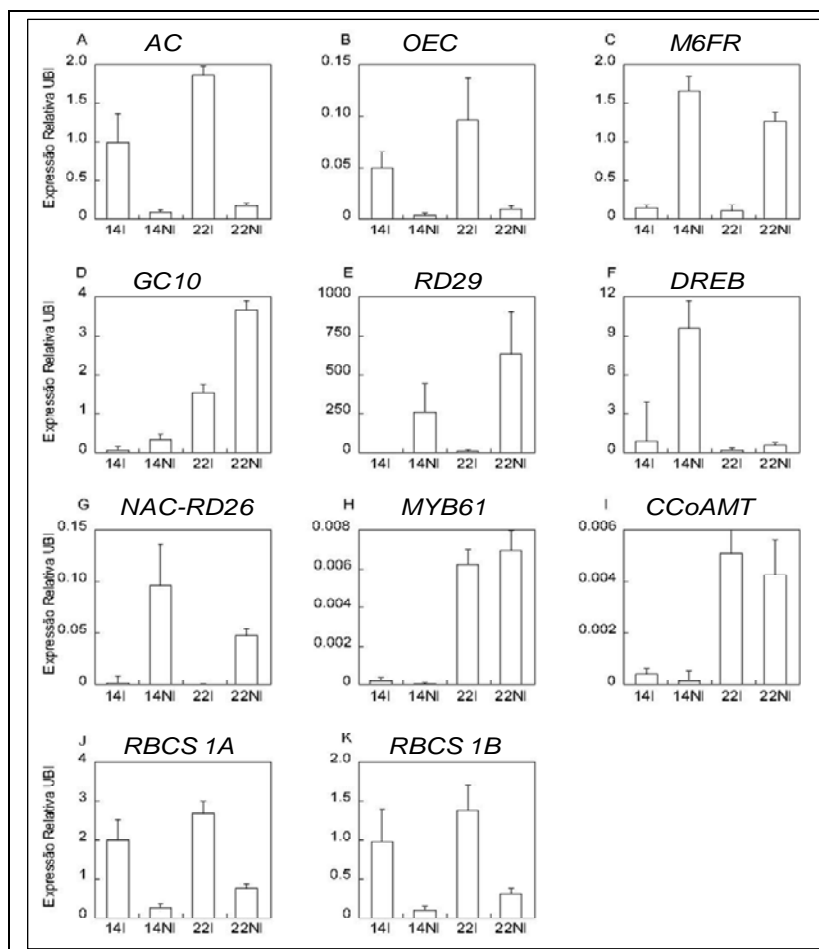 A AC
B OEC
C M6FR
Expressão Relativa UBI
2.0
1.5
1.0
0.5
0
14I 14NI 22I 22NI
0.15
0.10
0.05
0
14I 14NI 22I 22NI
2.0
1.5
1.0
0.5
0
14I 14NI 22I 22NI
D GC10
E RD29
F DREB
Expressão Relativa UBI
4
3
2
1
0
14I 14NI 22I 22NI
1000
750
500
250
0
14I 14NI 22I 22NI
12
9
6
3
0
14I 14NI 22I 22NI
G NAC-RD26
H MYB61
I CCoAMT
Expressão Relativa UBI
0.15
0.10
0.05
0
14I 14NI 22I 22NI
0.008
0.006
0.004
0.002
0
14I 14NI 22I 22NI
0.006
0.004
0.002
0
14I 14NI 22I 22NI
J RBCS 1A
K RBCS 1B
Expressão Relativa UBI
4
3
2
1
0
14I 14NI 22I 22NI
2.0
1.5
1.0
0.5
0
14I 14NI 22I 22NI